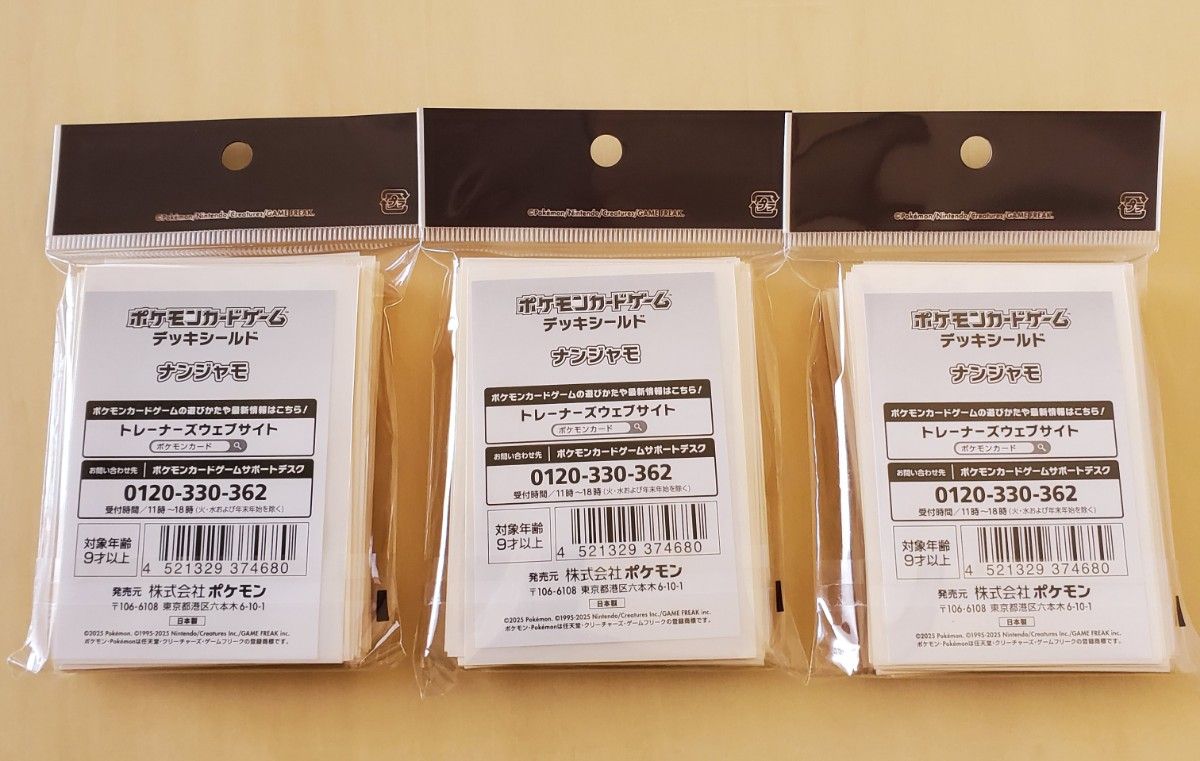 ©Pokémon/Nintendo/Creatures/GAME FREAK.
プラ
ポケモンカードゲーム
デッキシールド
ナンジャモ
ポケモンカードゲームの遊びかたや最新情報はこちら!
トレーナーズウェブサイト
ポケモンカード
お問い合わせ先 ポケモンカードゲームサポートデスク
0120-330-362
受付時間/11時~18時(火・水および年末年始を除く)
対象年齢
9才以上
4 521329 374680
発売元 株式会社ポケモン
〒106-6108 東京都港区六本木6-10-1
日本製
©2025 Pokémon. ©1995-2025 Nintendo/Creatures Inc./GAME FREAK inc.
ポケモン・Pokémonは任天堂・クリーチャーズ・ゲームフリークの登録商標です。
©Pokémon/Nintendo/Creatures/GAME FREAK.
プラ
ポケモンカードゲーム
デッキシールド
ナンジャモ
ポケモンカードゲームの遊びかたや最新情報はこちら!
トレーナーズウェブサイト
ポケモンカード
お問い合わせ先 ポケモンカードゲームサポートデスク
0120-330-362
受付時間/11時~18時(火・水および年末年始を除く)
対象年齢
9才以上
4 521329 374680
発売元 株式会社ポケモン
〒106-6108 東京都港区六本木6-10-1
日本製
©2025 Pokémon. ©1995-2025 Nintendo/Creatures Inc./GAME FREAK inc.
ポケモン・Pokémonは任天堂・クリーチャーズ・ゲームフリークの登録商標です。
©Pokémon/Nintendo/Creatures/GAME FREAK.
プラ
ポケモンカードゲーム
デッキシールド
ナンジャモ
ポケモンカードゲームの遊びかたや最新情報はこちら!
トレーナーズウェブサイト
ポケモンカード
お問い合わせ先 ポケモンカードゲームサポートデスク
0120-330-362
受付時間/11時~18時(火・水および年末年始を除く)
対象年齢
9才以上
4 521329 374680
発売元 株式会社ポケモン
〒106-6108 東京都港区六本木6-10-1
日本製
©2025 Pokémon. ©1995-2025 Nintendo/Creatures Inc./GAME FREAK inc.
ポケモン・Pokémonは任天堂・クリーチャーズ・ゲームフリークの登録商標です。